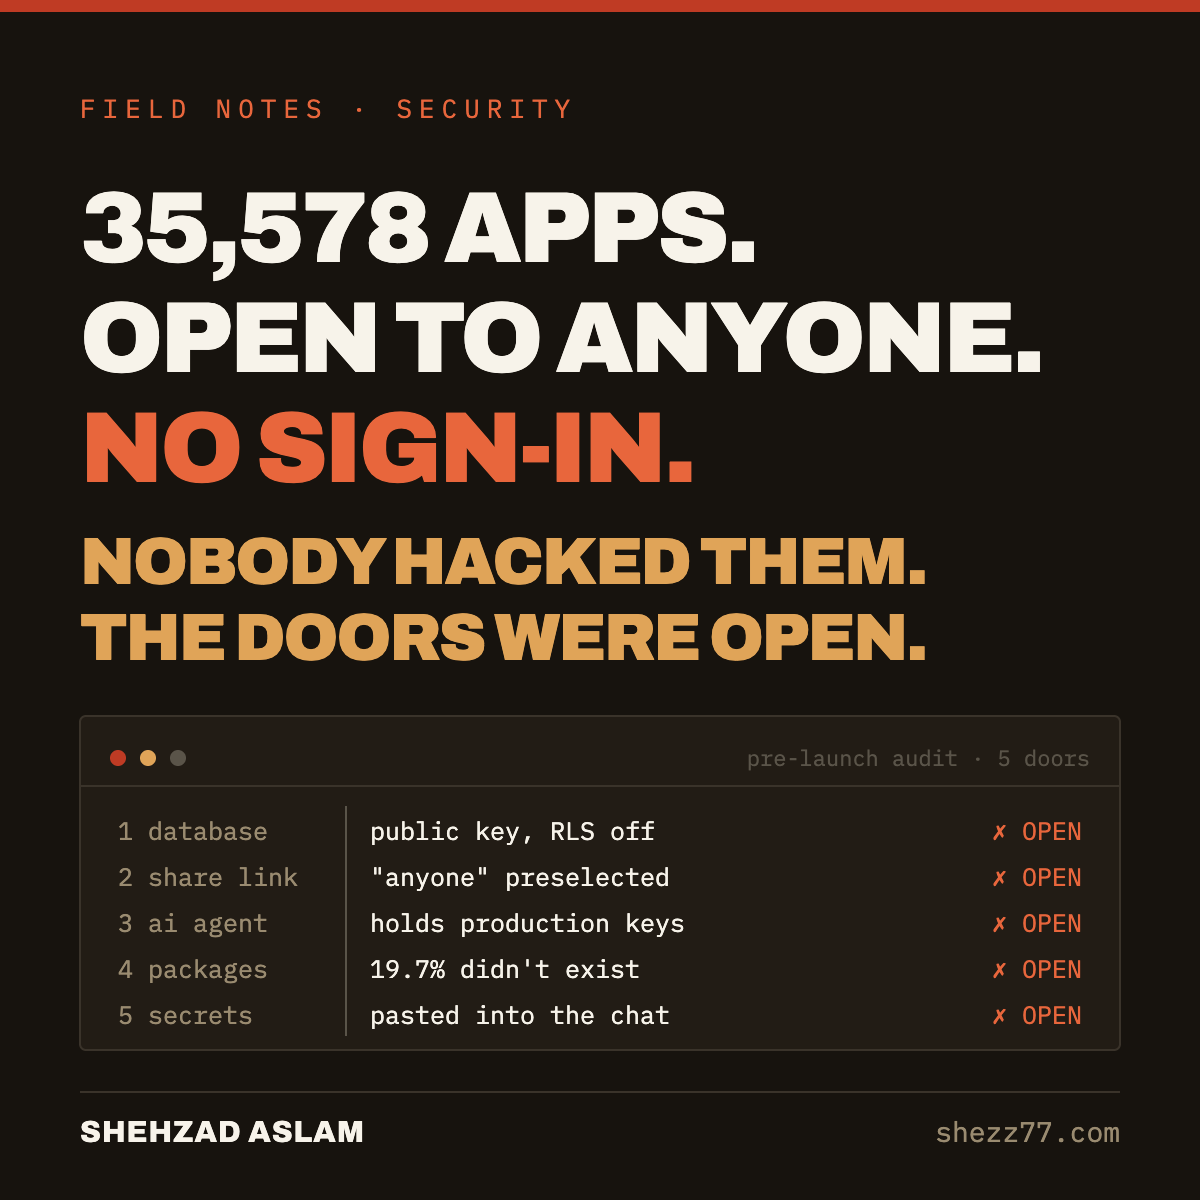 FIELD NOTES · SECURITY
35,578 APPS.
OPEN TO ANYONE.
NO SIGN-IN.
NOBODY HACKED THEM.
THE DOORS WERE OPEN.
pre-launch audit · 5 doors
1 database public key, RLS off ✗ OPEN
2 share link "anyone" preselected ✗ OPEN
3 ai agent holds production keys ✗ OPEN
4 packages 19.7% didn't exist ✗ OPEN
5 secrets pasted into the chat ✗ OPEN
SHEHZAD ASLAM shezz77.com